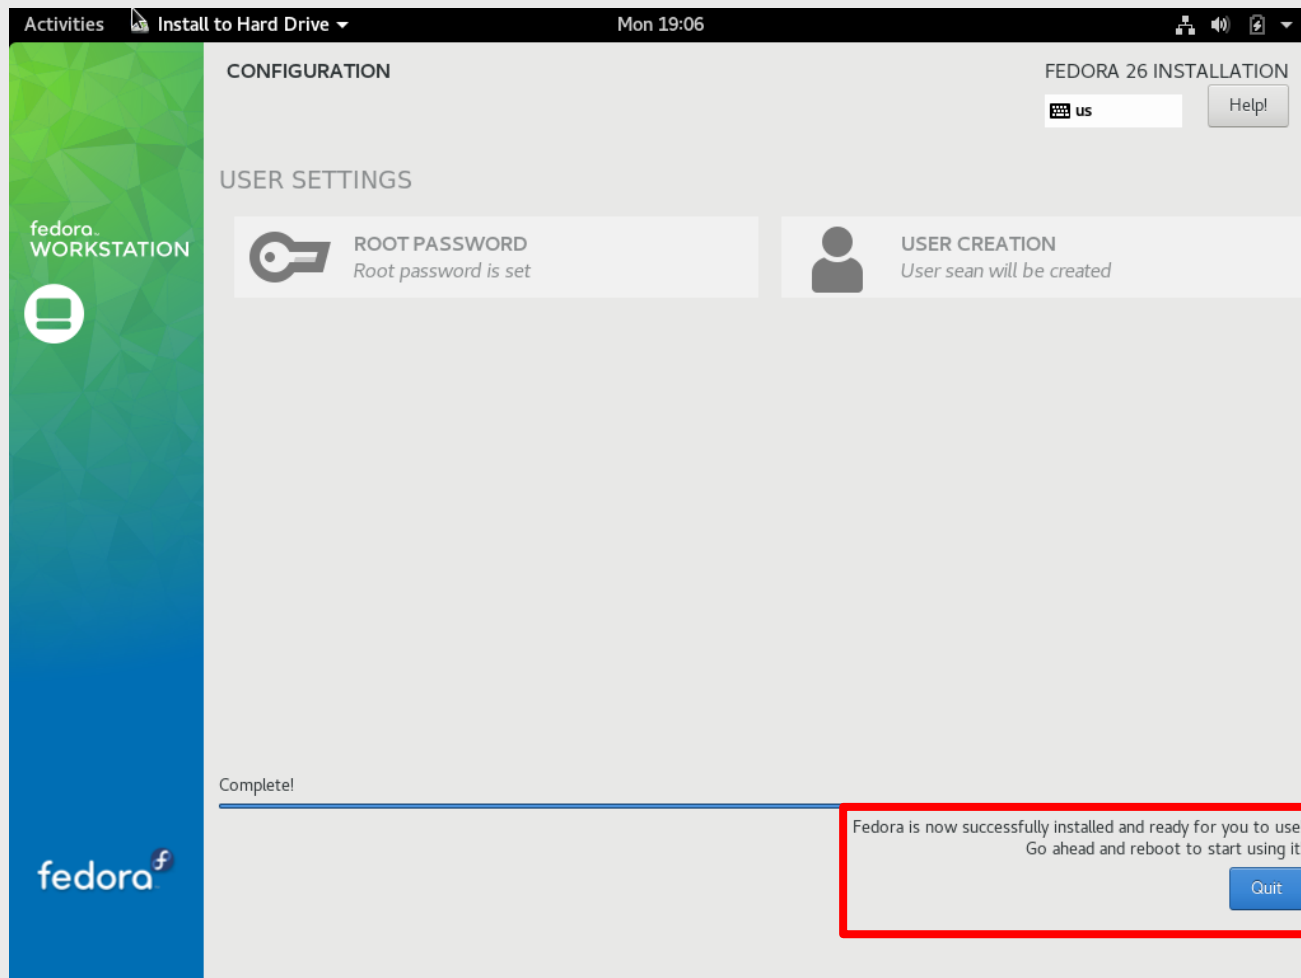 Activities Install to Hard Drive Mon 19:06
CONFIGURATION
FEDORA 26 INSTALLATION
us
Help!
USER SETTINGS
fedora
WORKSTATION
ROOT PASSWORD
Root password is set
USER CREATION
User sean will be created
Complete!
Fedora is now successfully installed and ready for you to use
Go ahead and reboot to start using it
Quit
fedora